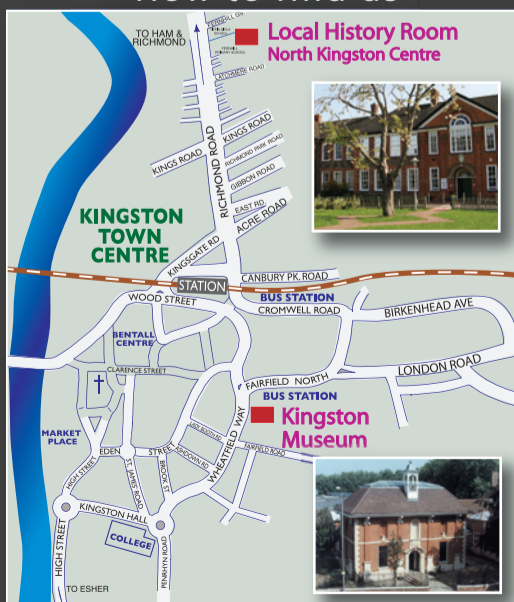 TO HAM &
RICHMOND
Local History Room
North Kingston Centre
LATCHMERE ROAD
KINGS ROAD
KINGS ROAD
RICHMOND PARK ROAD
GIBBON ROAD
RICHMOND ROAD
EAST RD.
ACRE ROAD
KINGSTON
TOWN
CENTRE
KINGSGATE RD
CANBURY PK. ROAD
STATION
BUS STATION
WOOD STREET
CROMWELL ROAD
BIRKENHEAD AVE
BENTALL
CENTRE
CLARENCE STREET
LONDON ROAD
FAIRFIELD NORTH
BUS STATION
Kingston
Museum
MARKET
PLACE
EDEN STREET
LADY BOOTH RD
ASHDOWN RD
FAIRFIELD ROAD
WHEATFIELD WAY
HIGH STREET
ST. JAMES ROAD
BROOK ST.
KINGSTON HALL
COLLEGE
HIGH STREET
PENRHYN ROAD
TO ESHER